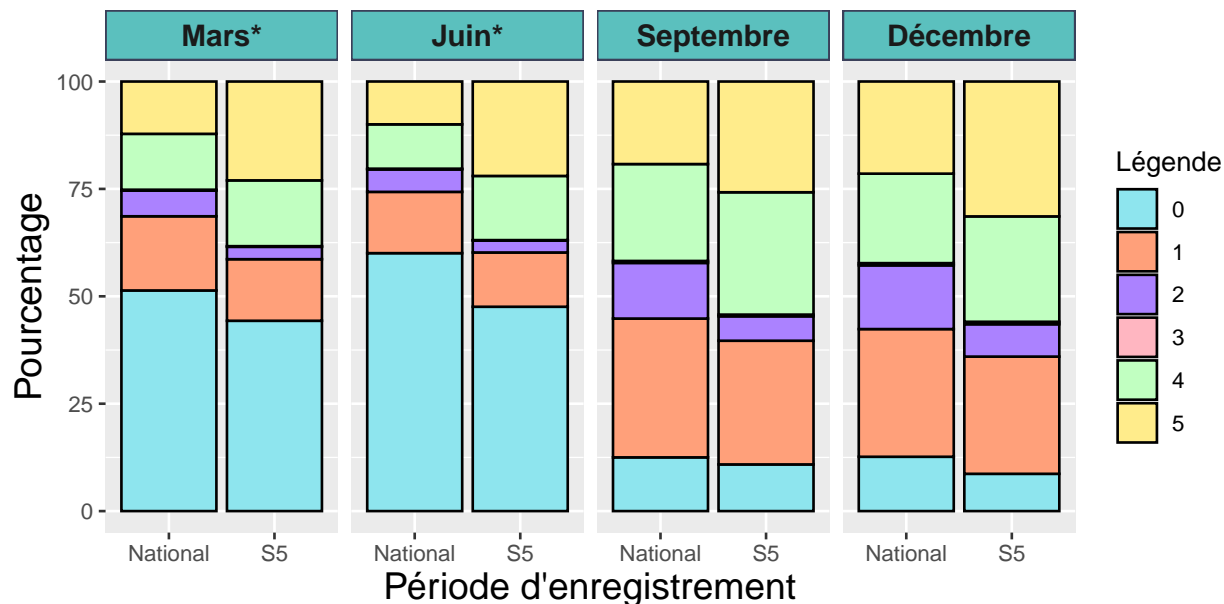 Mars* Juin* Septembre Décembre
100
75
50
25
0
Pourcentage
National S5 National S5 National S5 National S5
Période d'enregistrement
Légende
0
1
2
3
4
5